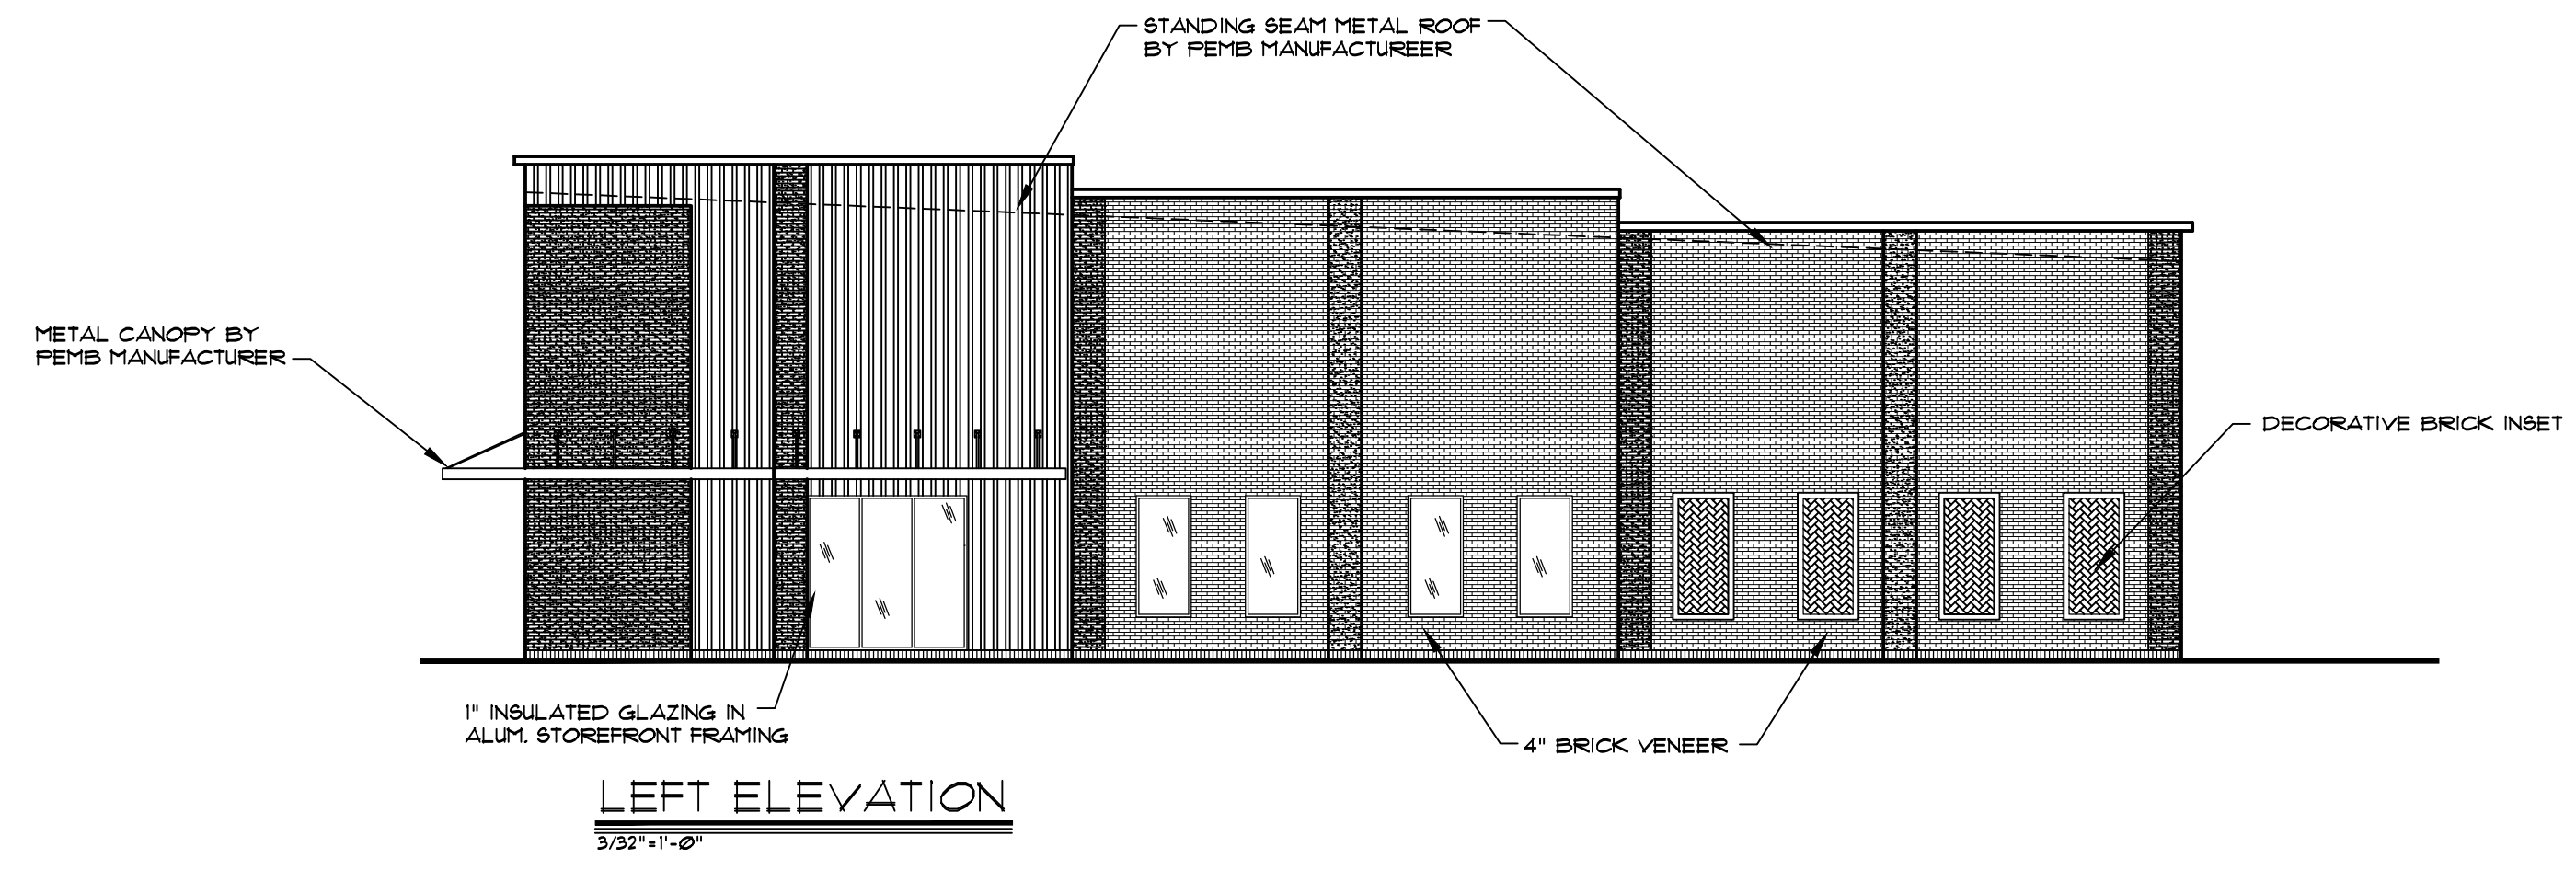 STANDING SEAM METAL ROOF
BY PEMB MANUFACTUREER
METAL CANOPY BY
PEMB MANUFACTURER
DECORATIVE BRICK INSET
1" INSULATED GLAZING IN
ALUM. STOREFRONT FRAMING
4" BRICK VENEER
LEFT ELEVATION
3/32"=1'-0"